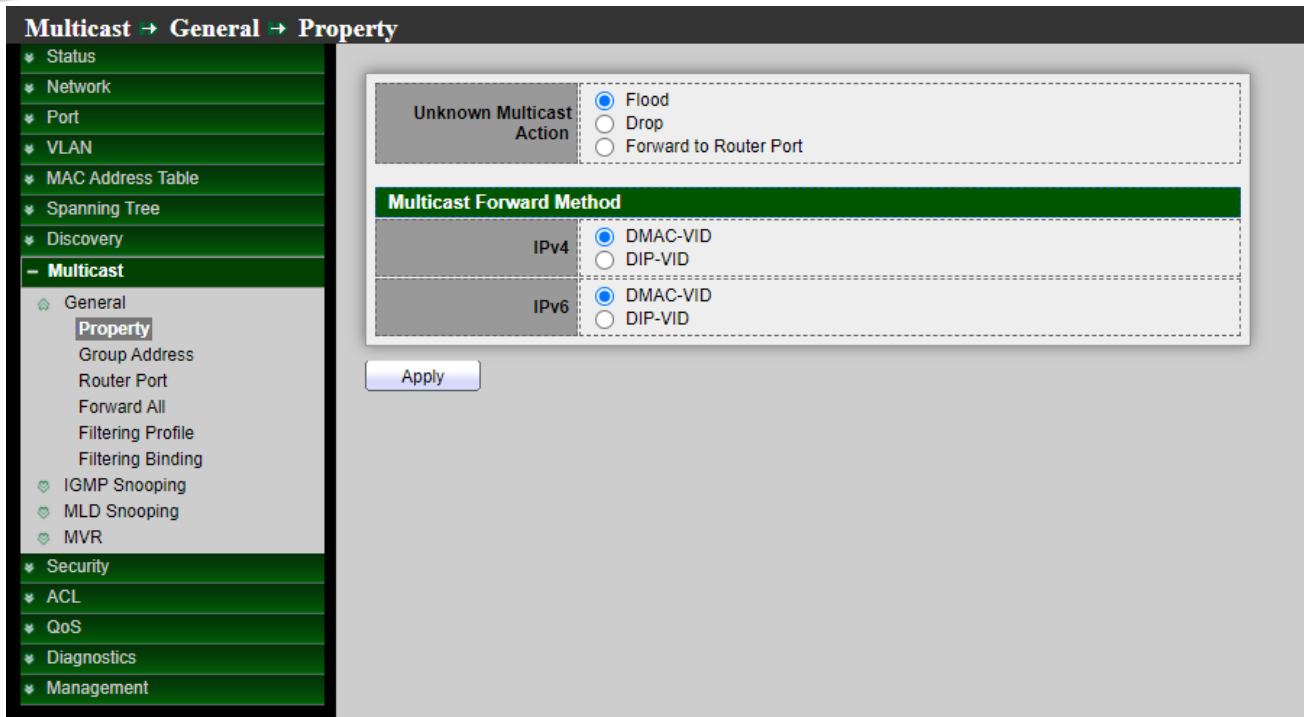 Multicast → General → Property
Status
Network
Port
VLAN
MAC Address Table
Spanning Tree
Discovery
Multicast
General
Property
Group Address
Router Port
Forward All
Filtering Profile
Filtering Binding
IGMP Snooping
MLD Snooping
MVR
Security
ACL
QoS
Diagnostics
Management
Unknown Multicast
Action
Flood
Drop
Forward to Router Port
Multicast Forward Method
IPv4
DMAC-VID
DIP-VID
IPv6
DMAC-VID
DIP-VID
Apply